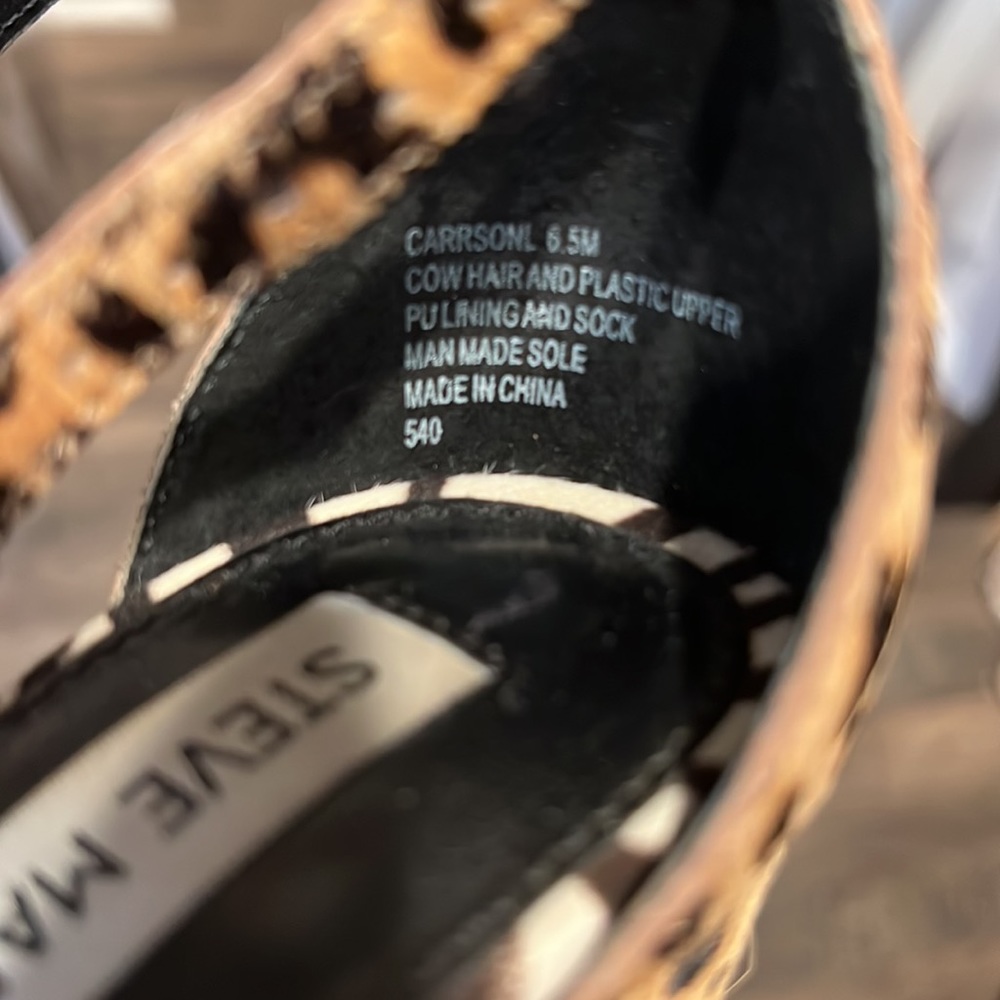 CARRSONL 6.5M
COW HAIR AND PLASTIC UPPER
PU LINING AND SOCK
MAN MADE SOLE
MADE IN CHINA
540
STEVE MA